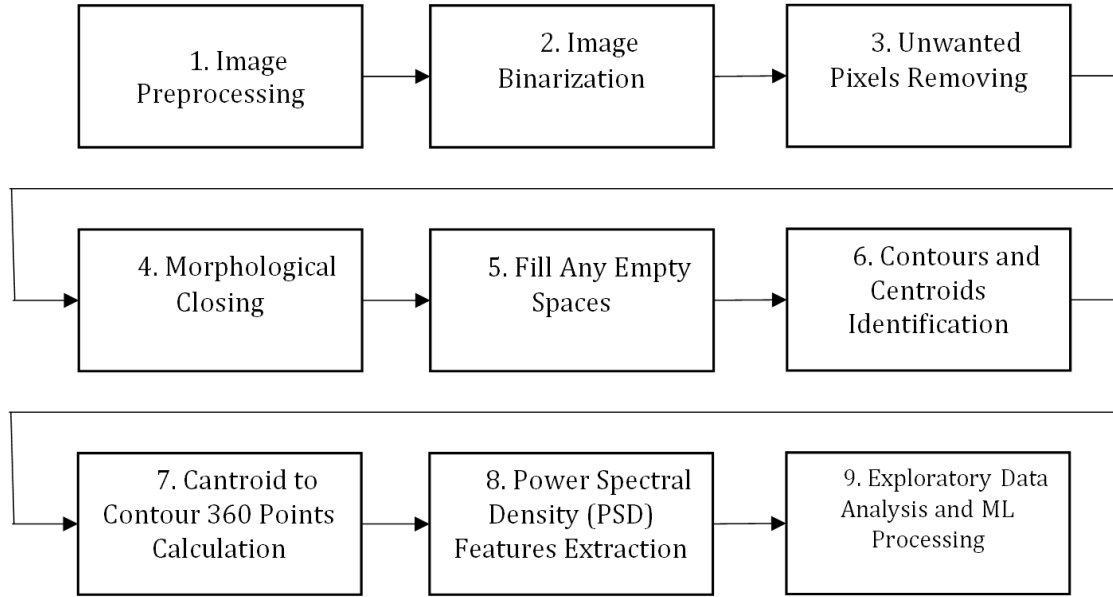 1. Image
Preprocessing
2. Image
Binarization
3. Unwanted
Pixels Removing
4. Morphological
Closing
5. Fill Any Empty
Spaces
6. Contours and
Centroids
Identification
7. Cantroid to
Contour 360 Points
Calculation
8. Power Spectral
Density (PSD)
Features Extraction
9. Exploratory Data
Analysis and ML
Processing